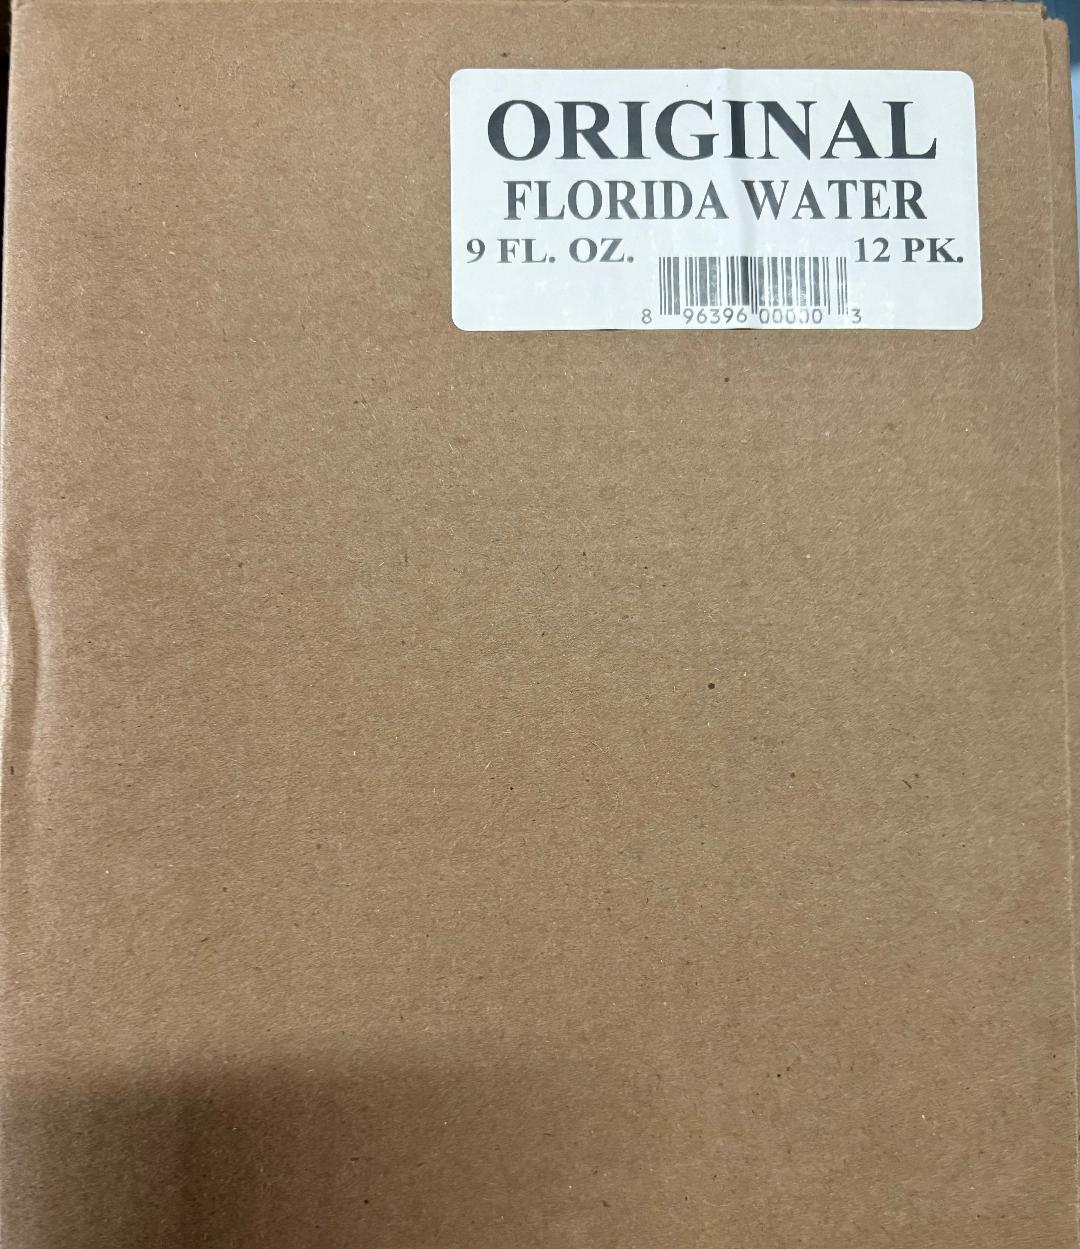 ORIGINAL
FLORIDA WATER
9 FL. OZ. 12 PK.
8 96396 00000 3